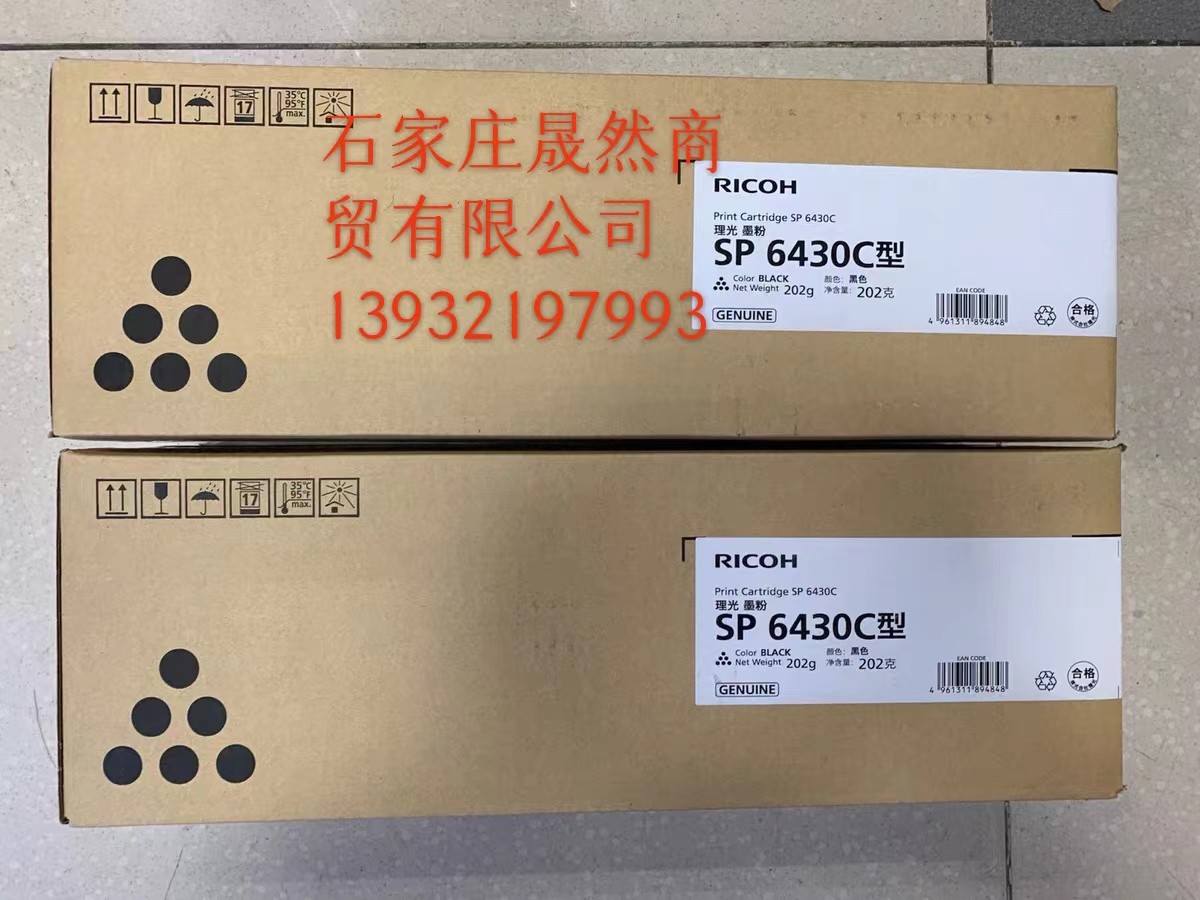 17
35℃
95°F
max.
石家庄晟然商
贸有限公司
13932197993
RICOH
Print Cartridge SP 6430C
理光 墨粉
SP 6430C型
Color BLACK 颜色: 黑色
Net Weight 202g 净含量: 202克
GENUINE
EAN CODE
4 961311 894848
合格
17
35℃
95°F
max.
RICOH
Print Cartridge SP 6430C
理光 墨粉
SP 6430C型
Color BLACK 颜色: 黑色
Net Weight 202g 净含量: 202克
GENUINE
EAN CODE
4 961311 894848
合格